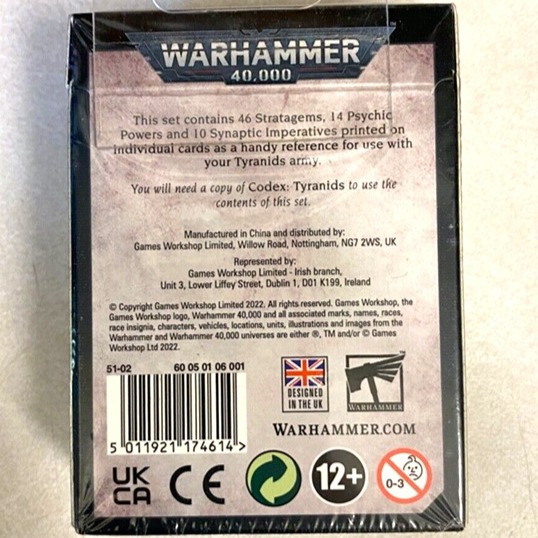 WARHAMMER
40,000
This set contains 46 Stratagems, 14 Psychic
Powers and 10 Synaptic Imperatives printed on
individual cards as a handy reference for use with
your Tyranids army.
You will need a copy of Codex: Tyranids to use the
contents of this set.
Manufactured in China and distributed by:
Games Workshop Limited, Willow Road, Nottingham, NG7 2WS, UK
Represented by:
Games Workshop Limited - Irish branch,
Unit 3, Lower Liffey Street, Dublin 1, D01 K199, Ireland
© Copyright Games Workshop Limited 2022. All rights reserved. Games Workshop, the
Games Workshop logo, Warhammer 40,000 and all associated marks, names, races,
race insignia, characters, vehicles, locations, units, illustrations and images from the
Warhammer and Warhammer 40,000 universes are either ®, TM and/or © Games
Workshop Ltd 2022.
51-02 60 05 01 06 001
5 011921 174614 >
DESIGNED
IN THE UK
WARHAMMER
WARHAMMER.COM
UK
CA
CE
12+
0-3